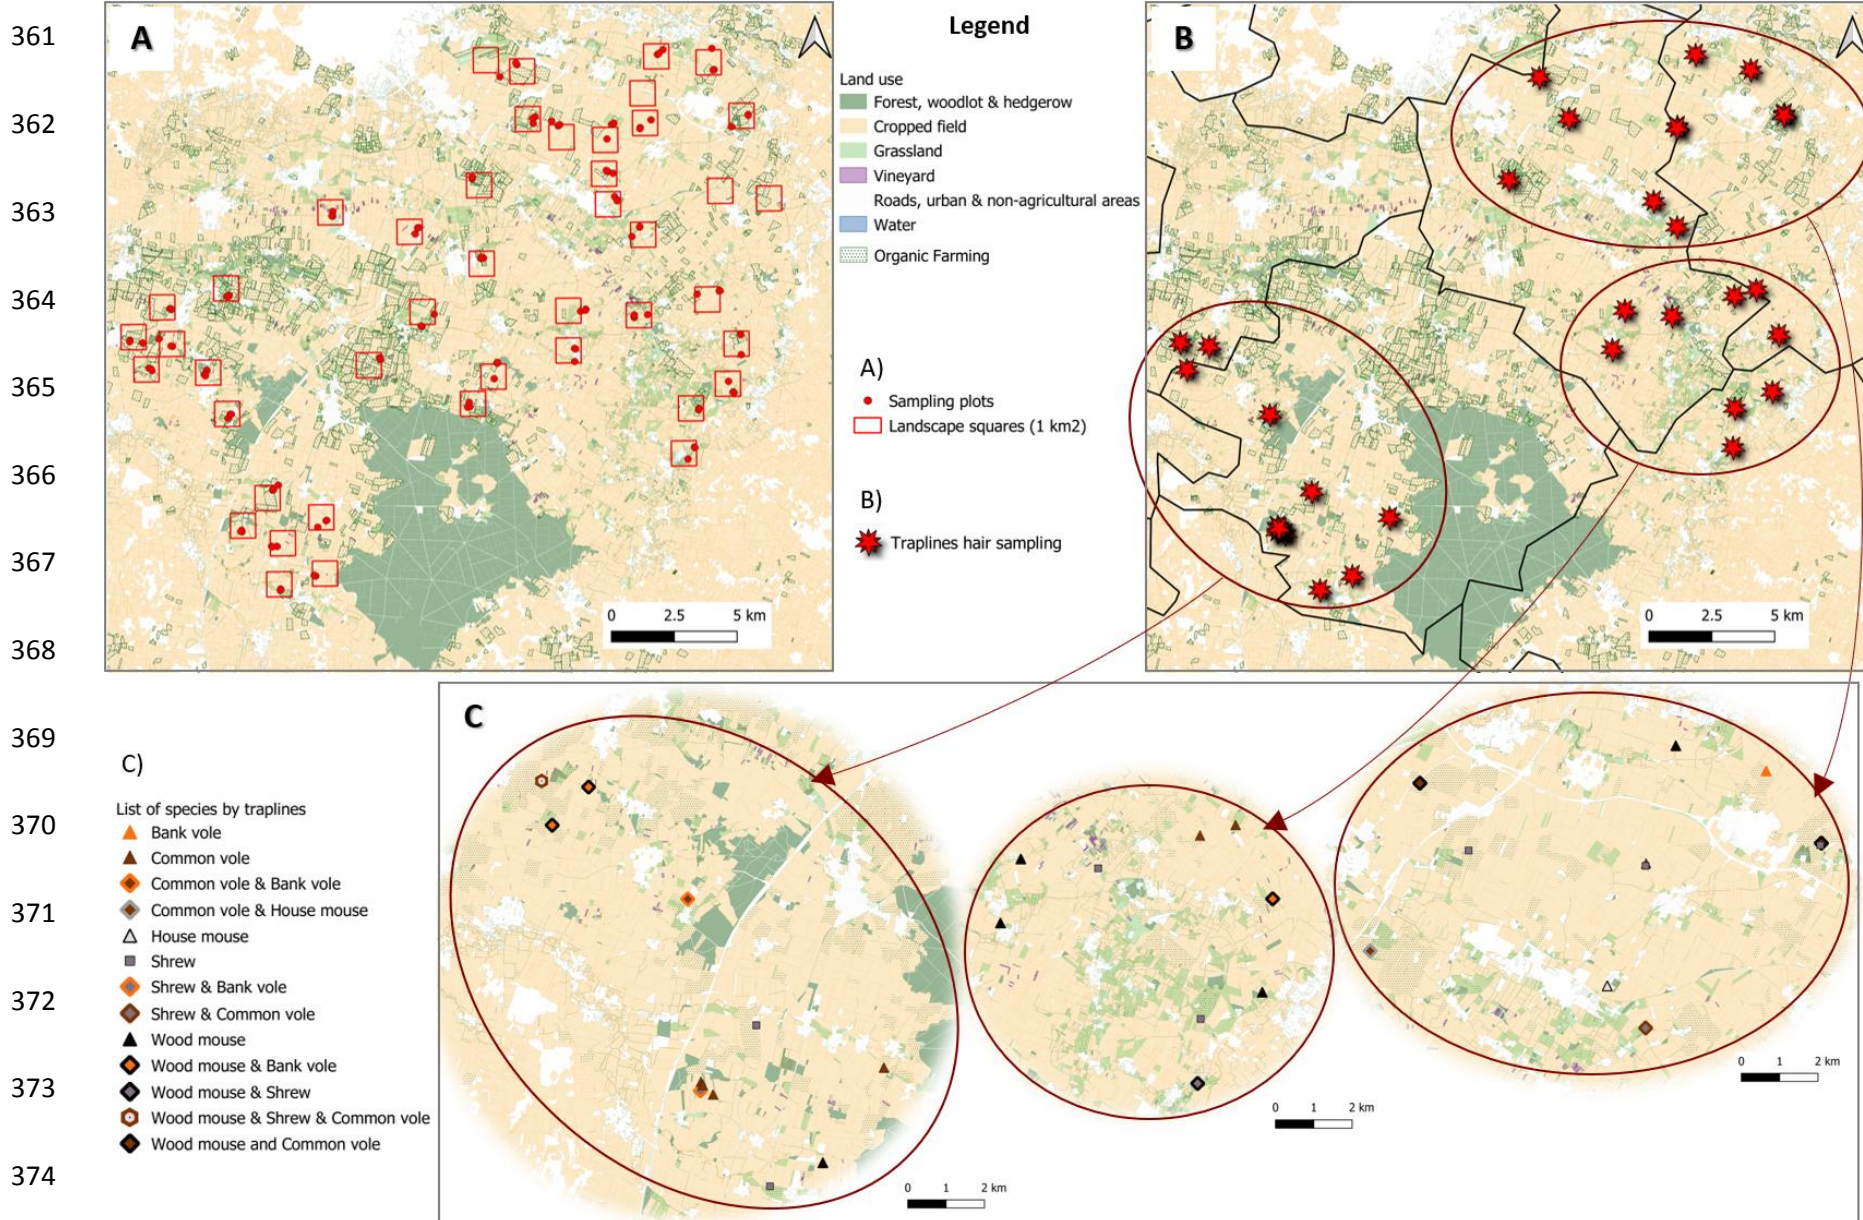 361
362
363
364
365
366
367
368
369
370
371
372
373
374
A
0 2.5 5 km
Legend
Land use
Forest, woodlot & hedgerow
Cropped field
Grassland
Vineyard
Roads, urban & non-agricultural areas
Water
Organic Farming
A)
Sampling plots
Landscape squares (1 km2)
B)
Traplines hair sampling
B
0 2.5 5 km
C)
List of species by traplines
Bank vole
Common vole
Common vole & Bank vole
Common vole & House mouse
House mouse
Shrew
Shrew & Bank vole
Shrew & Common vole
Wood mouse
Wood mouse & Bank vole
Wood mouse & Shrew
Wood mouse & Shrew & Common vole
Wood mouse and Common vole
C
0 1 2 km
0 1 2 km
0 1 2 km